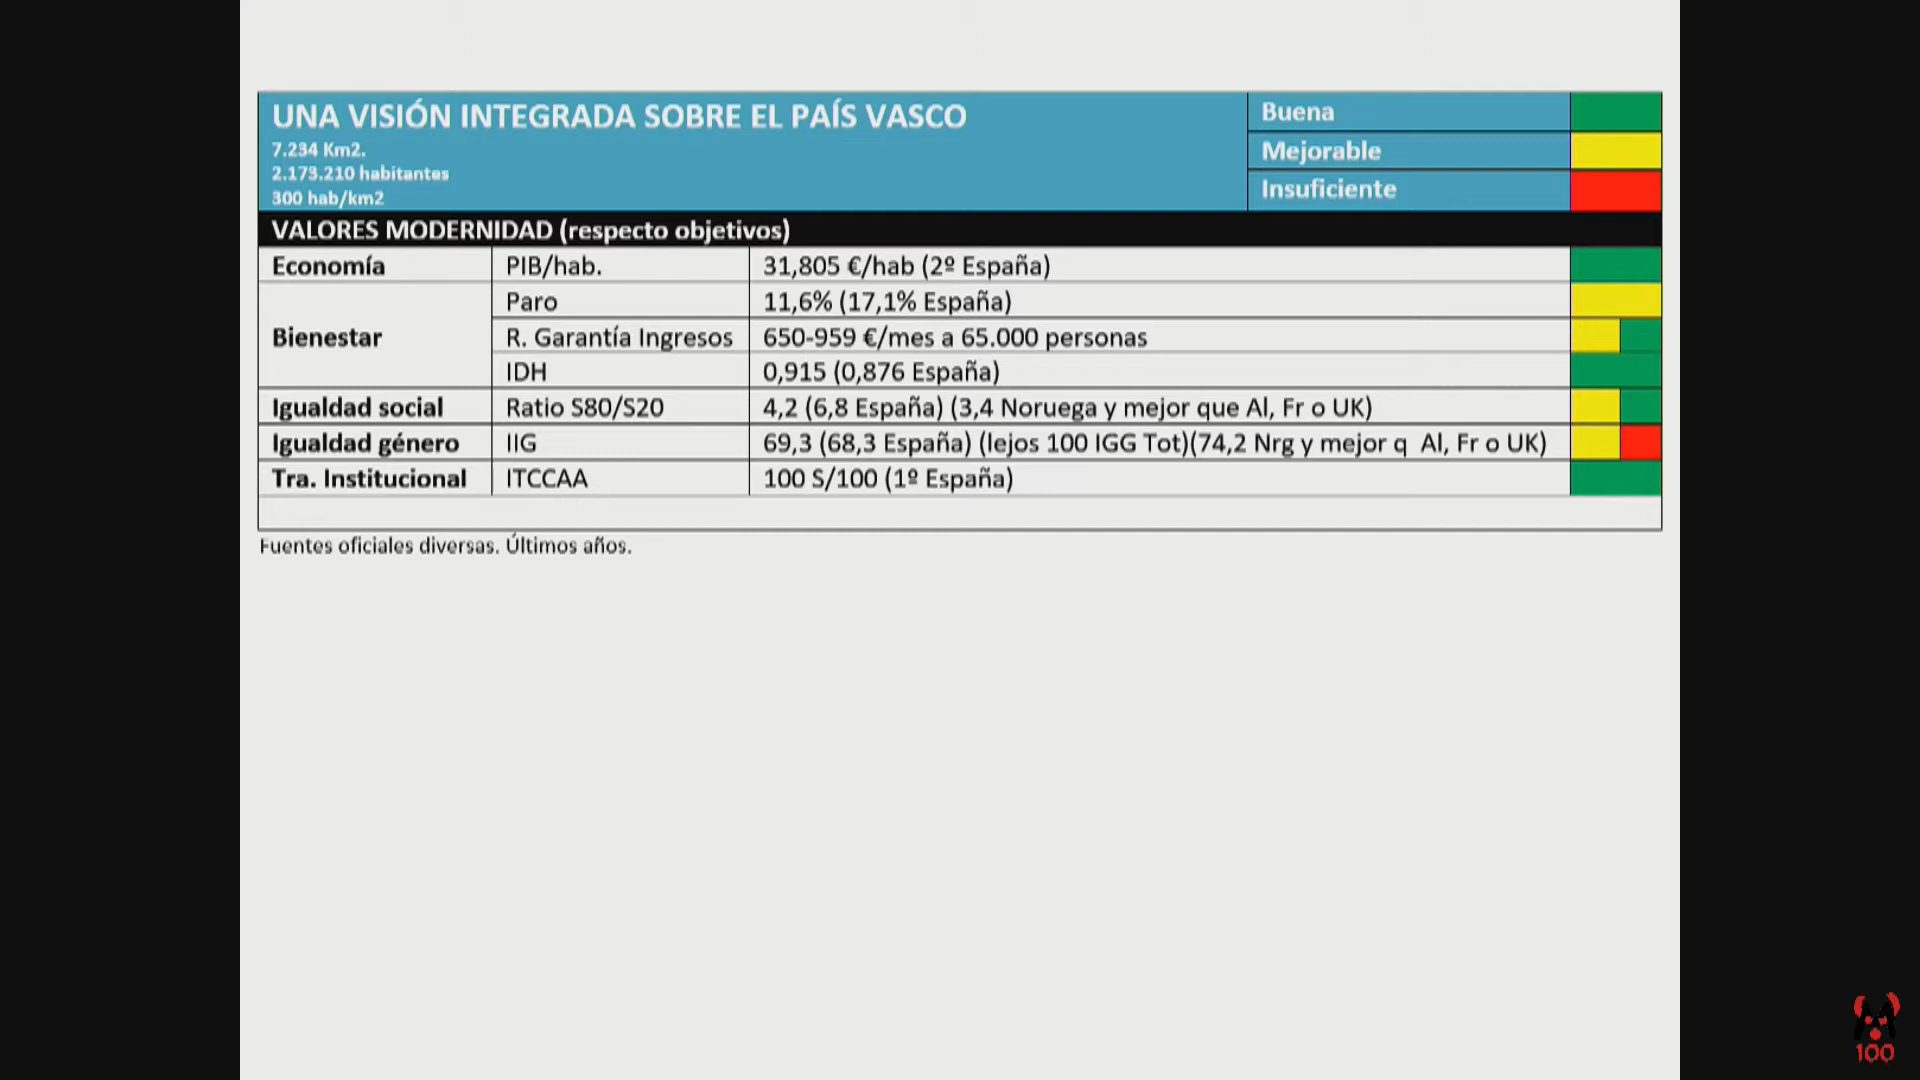 UNA VISIÓN INTEGRADA SOBRE EL PAÍS VASCO
7.234 Km2.
2.173.210 habitantes
300 hab/km2
Buena
Mejorable
Insuficiente
VALORES MODERNIDAD (respecto objetivos)
Economía PIB/hab. 31,805 €/hab (2º España)
Paro 11,6% (17,1% España)
Bienestar R. Garantía Ingresos 650-959 €/mes a 65.000 personas
IDH 0,915 (0,876 España)
Igualdad social Ratio S80/S20 4,2 (6,8 España) (3,4 Noruega y mejor que Al, Fr o UK)
Igualdad género IIG 69,3 (68,3 España) (lejos 100 IGG Tot)(74,2 Nrg y mejor q Al, Fr o UK)
Tra. Institucional ITCCAA 100 S/100 (1º España)
Fuentes oficiales diversas. Últimos años.
100